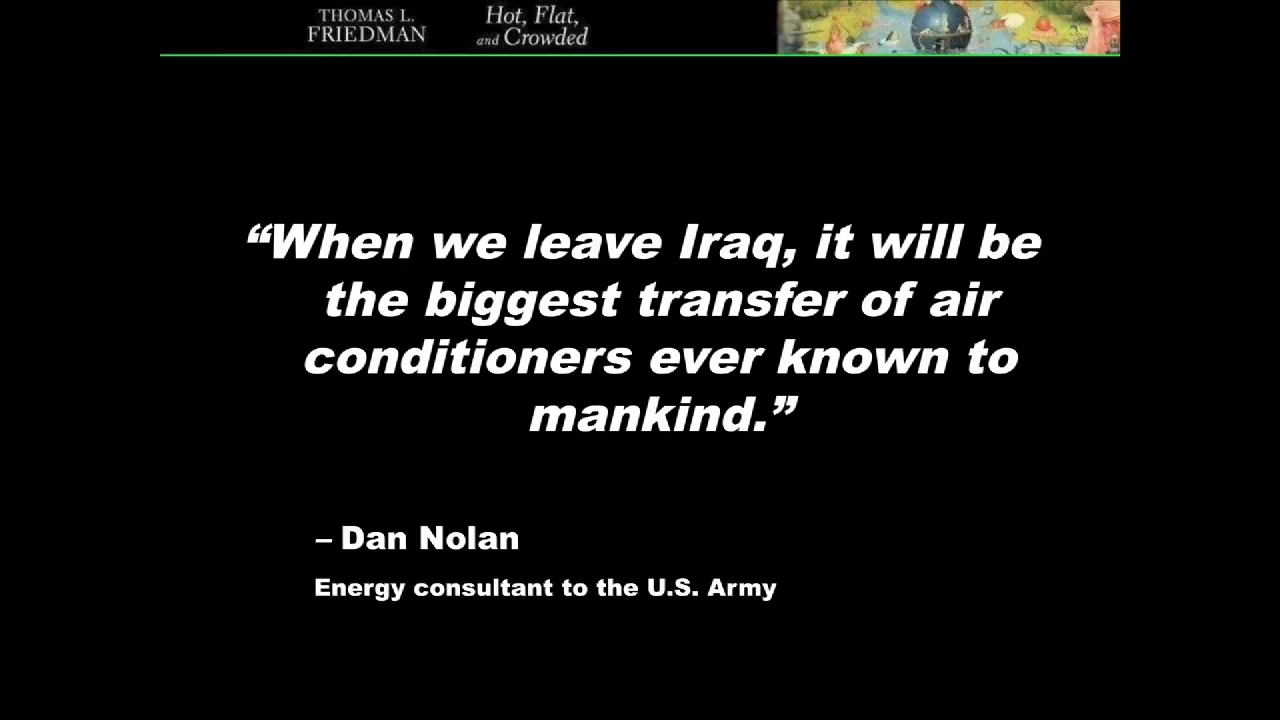 THOMAS L.
FRIEDMAN
Hot, Flat,
and Crowded
“When we leave Iraq, it will be
the biggest transfer of air
conditioners ever known to
mankind.”
– Dan Nolan
Energy consultant to the U.S. Army